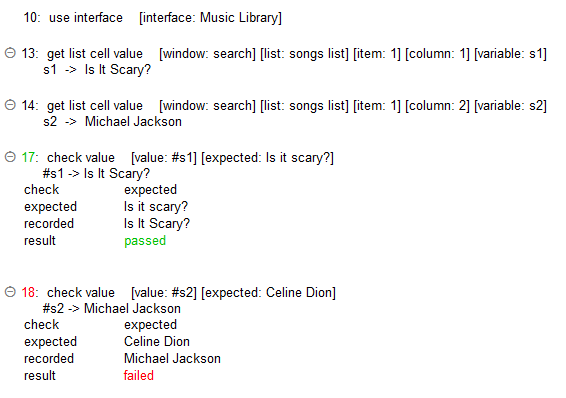 10: use interface [interface: Music Library]
13: get list cell value [window: search] [list: songs list] [item: 1] [column: 1] [variable: s1]
s1 -> Is It Scary?
14: get list cell value [window: search] [list: songs list] [item: 1] [column: 2] [variable: s2]
s2 -> Michael Jackson
17: check value [value: #s1] [expected: Is it scary?]
#s1 -> Is It Scary?
check expected
expected Is it scary?
recorded Is It Scary?
result passed
18: check value [value: #s2] [expected: Celine Dion]
#s2 -> Michael Jackson
check expected
expected Celine Dion
recorded Michael Jackson
result failed